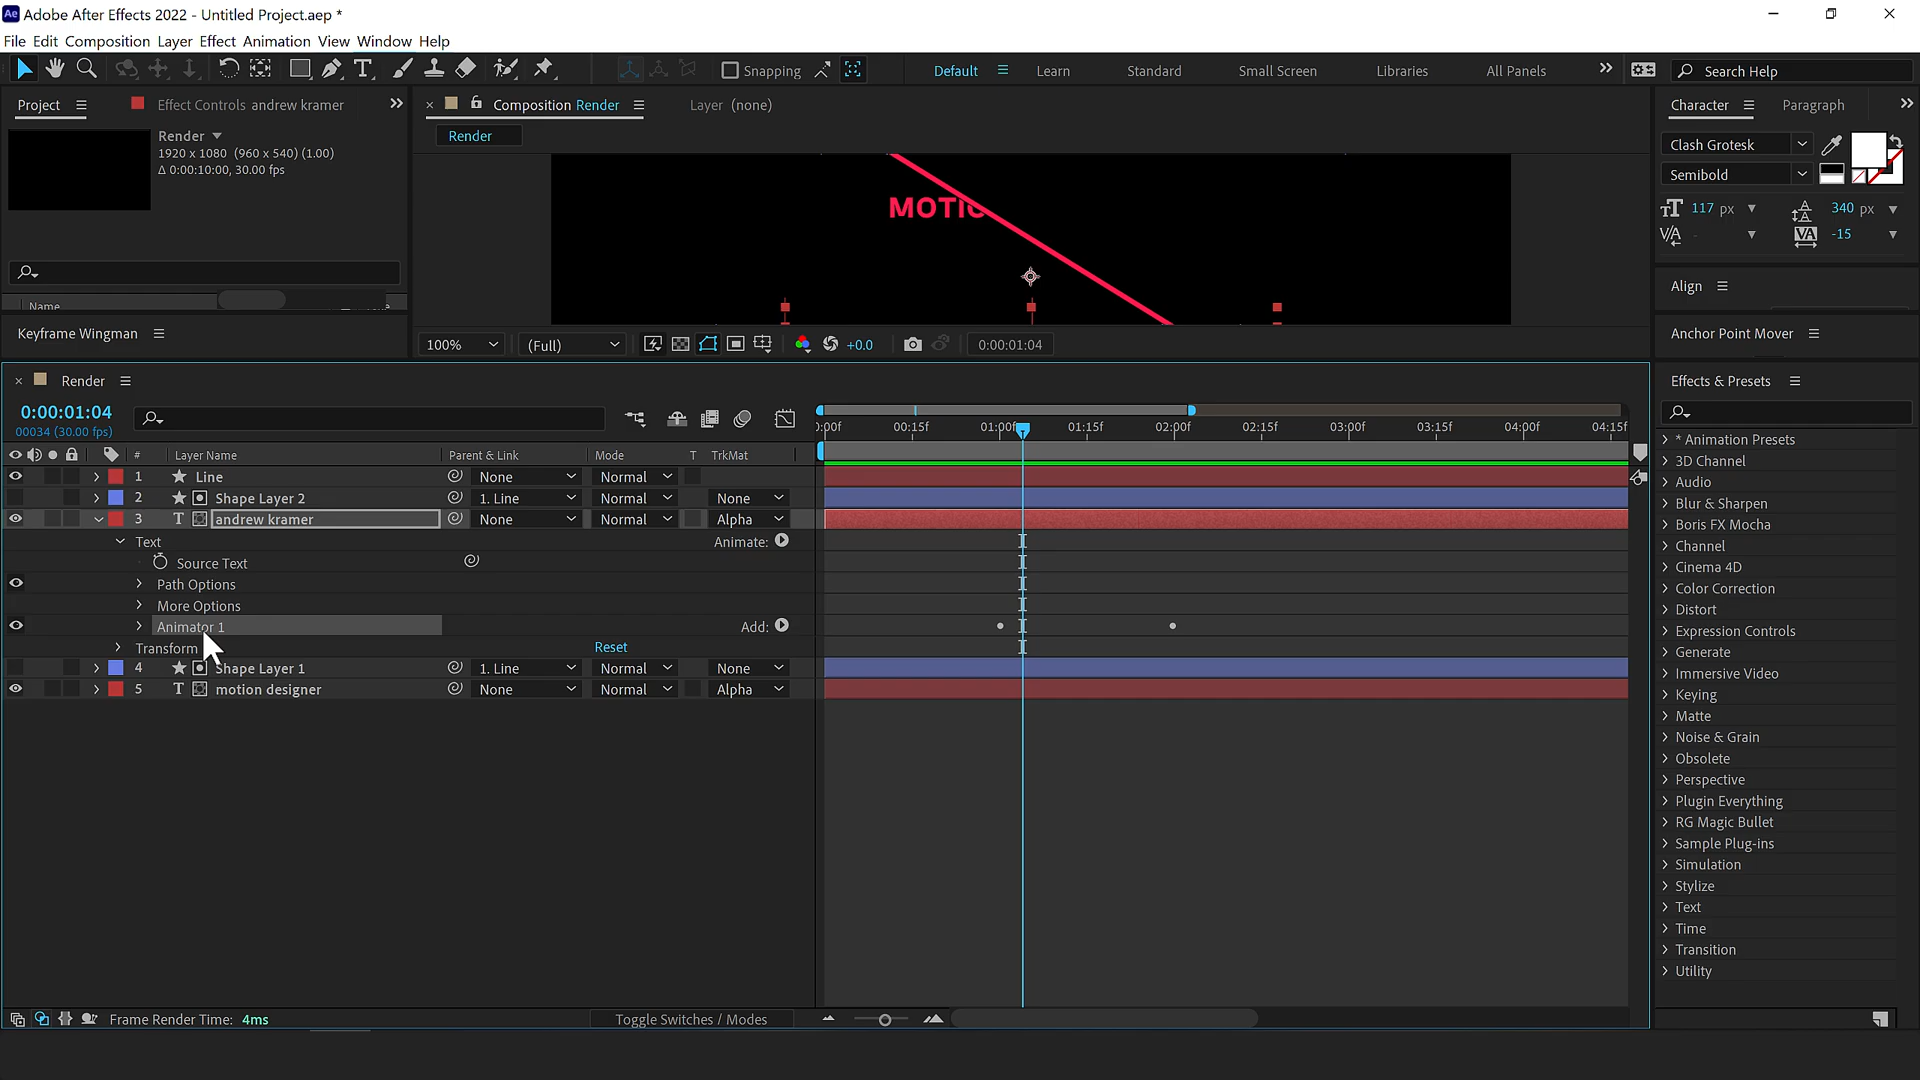 Adobe After Effects 2022 - Untitled Project.aep *
File Edit Composition Layer Effect Animation View Window Help
Snapping
Default
Learn
Standard
Small Screen
Libraries
All Panels
Search Help
Project
Effect Controls andrew kramer
Render
1920 x 1080 (960 x 540) (1.00)
Δ 0:00:10:00, 30.00 fps
Name
Keyframe Wingman
Composition Render
Layer (none)
Render
MOTIO
100%
(Full)
+0.0
0:00:01:04
Character
Paragraph
Clash Grotesk
Semibold
117 px
340 px
-
-15
Align
Anchor Point Mover
Effects & Presets
* Animation Presets
3D Channel
Audio
Blur & Sharpen
Boris FX Mocha
Channel
Cinema 4D
Color Correction
Distort
Expression Controls
Generate
Immersive Video
Keying
Matte
Noise & Grain
Obsolete
Perspective
Plugin Everything
RG Magic Bullet
Sample Plug-ins
Simulation
Stylize
Text
Time
Transition
Utility
Render
0:00:01:04
00034 (30.00 fps)
):00f 00:15f 01:00f 01:15f 02:00f 02:15f 03:00f 03:15f 04:00f 04:15f
# Layer Name Parent & Link Mode T TrkMat
1 Line None Normal
2 Shape Layer 2 1. Line Normal None
3 T andrew kramer None Normal Alpha
Text Animate:
Source Text
Path Options
More Options
Animator 1 Add:
Transform Reset
4 Shape Layer 1 1. Line Normal None
5 T motion designer None Normal Alpha
Frame Render Time: 4ms
Toggle Switches / Modes